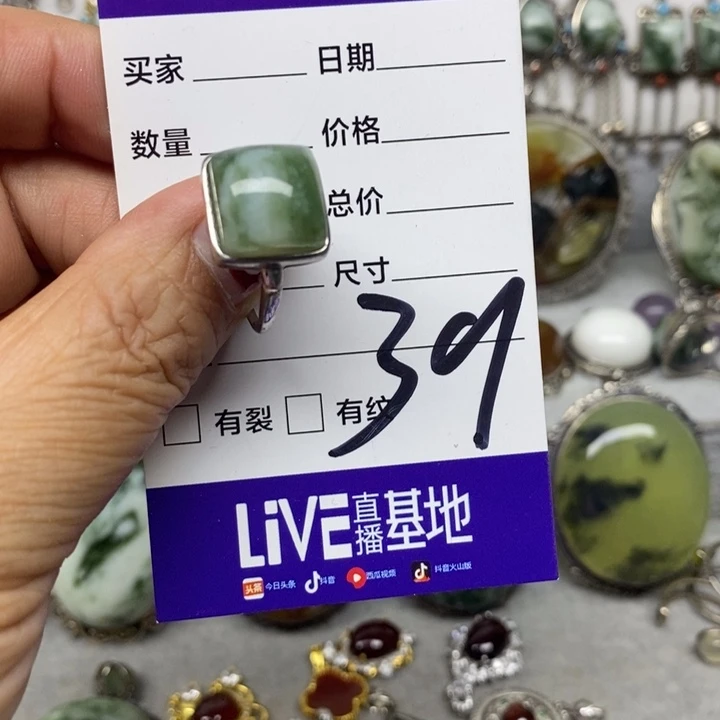 买家 日期
数量 价格
总价
尺寸
39
有裂 有纹
LiVE直播基地
头条 今日头条 抖音 西瓜视频 抖音火山版